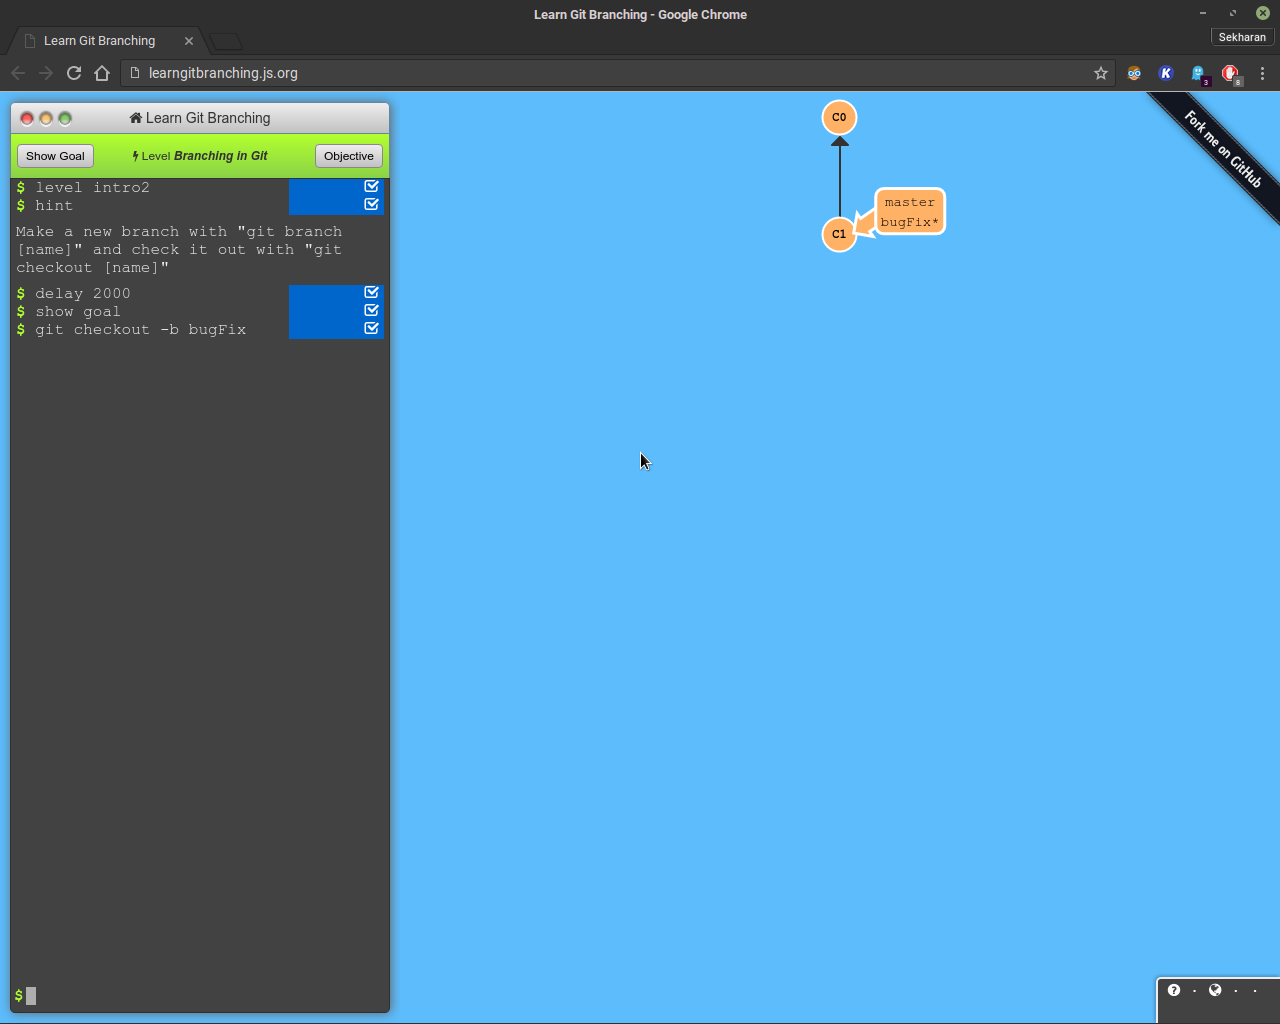 Learn Git Branching - Google Chrome
Learn Git Branching
Sekharan
learngitbranching.js.org
K
3
8
Learn Git Branching
Show Goal
Level Branching in Git
Objective
$ level intro2
$ hint
Make a new branch with "git branch
[name]" and check it out with "git
checkout [name]"
$ delay 2000
$ show goal
$ git checkout -b bugFix
$
C0
master
bugFix*
C1
Fork me on GitHub
?